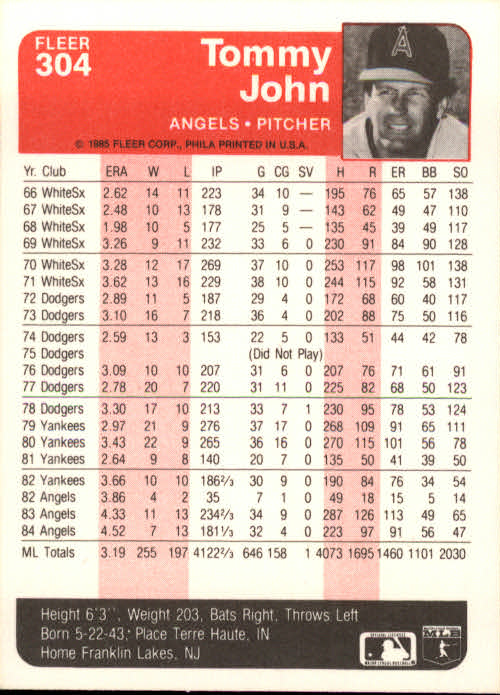 FLEER
304
Tommy
John
ANGELS • PITCHER
© 1985 FLEER CORP., PHILA PRINTED IN U.S.A.
Yr. Club ERA W L IP G CG SV H R ER BB SO
66 WhiteSx 2.62 14 11 223 34 10 — 195 76 65 57 138
67 WhiteSx 2.48 10 13 178 31 9 — 143 62 49 47 110
68 WhiteSx 1.98 10 5 177 25 5 — 135 45 39 49 117
69 WhiteSx 3.26 9 11 232 33 6 0 230 91 84 90 128
70 WhiteSx 3.28 12 17 269 37 10 0 253 117 98 101 138
71 WhiteSx 3.62 13 16 229 38 10 0 244 115 92 58 131
72 Dodgers 2.89 11 5 187 29 4 0 172 68 60 40 117
73 Dodgers 3.10 16 7 218 36 4 0 202 88 75 50 116
74 Dodgers 2.59 13 3 153 22 5 0 133 51 44 42 78
75 Dodgers (Did Not Play)
76 Dodgers 3.09 10 10 207 31 6 0 207 76 71 61 91
77 Dodgers 2.78 20 7 220 31 11 0 225 82 68 50 123
78 Dodgers 3.30 17 10 213 33 7 1 230 95 78 53 124
79 Yankees 2.97 21 9 276 37 17 0 268 109 91 65 111
80 Yankees 3.43 22 9 265 36 16 0 270 115 101 56 78
81 Yankees 2.64 9 8 140 20 7 0 135 50 41 39 50
82 Yankees 3.66 10 10 186 2/3 30 9 0 190 84 76 34 54
82 Angels 3.86 4 2 35 7 1 0 49 18 15 5 14
83 Angels 4.33 11 13 234 2/3 34 9 0 287 126 113 49 65
84 Angels 4.52 7 13 181 1/3 32 4 0 223 97 91 56 47
ML Totals 3.19 255 197 4122 2/3 646 158 1 4073 1695 1460 1101 2030
Height 6'3'', Weight 203, Bats Right, Throws Left
Born 5-22-43, Place Terre Haute, IN
Home Franklin Lakes, NJ